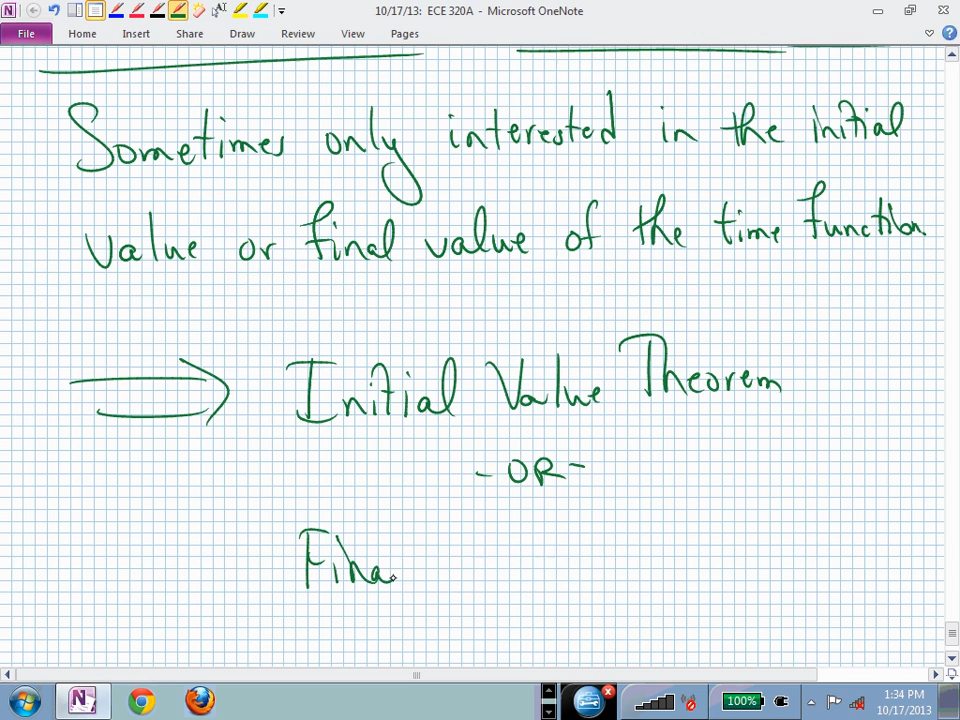 10/17/13: ECE 320A - Microsoft OneNote
File Home Insert Share Draw Review View Pages
Sometimes only interested in the initial
value or final value of the time function
Initial Value Theorem
-OR-
Fina
100% 1:34 PM
10/17/2013